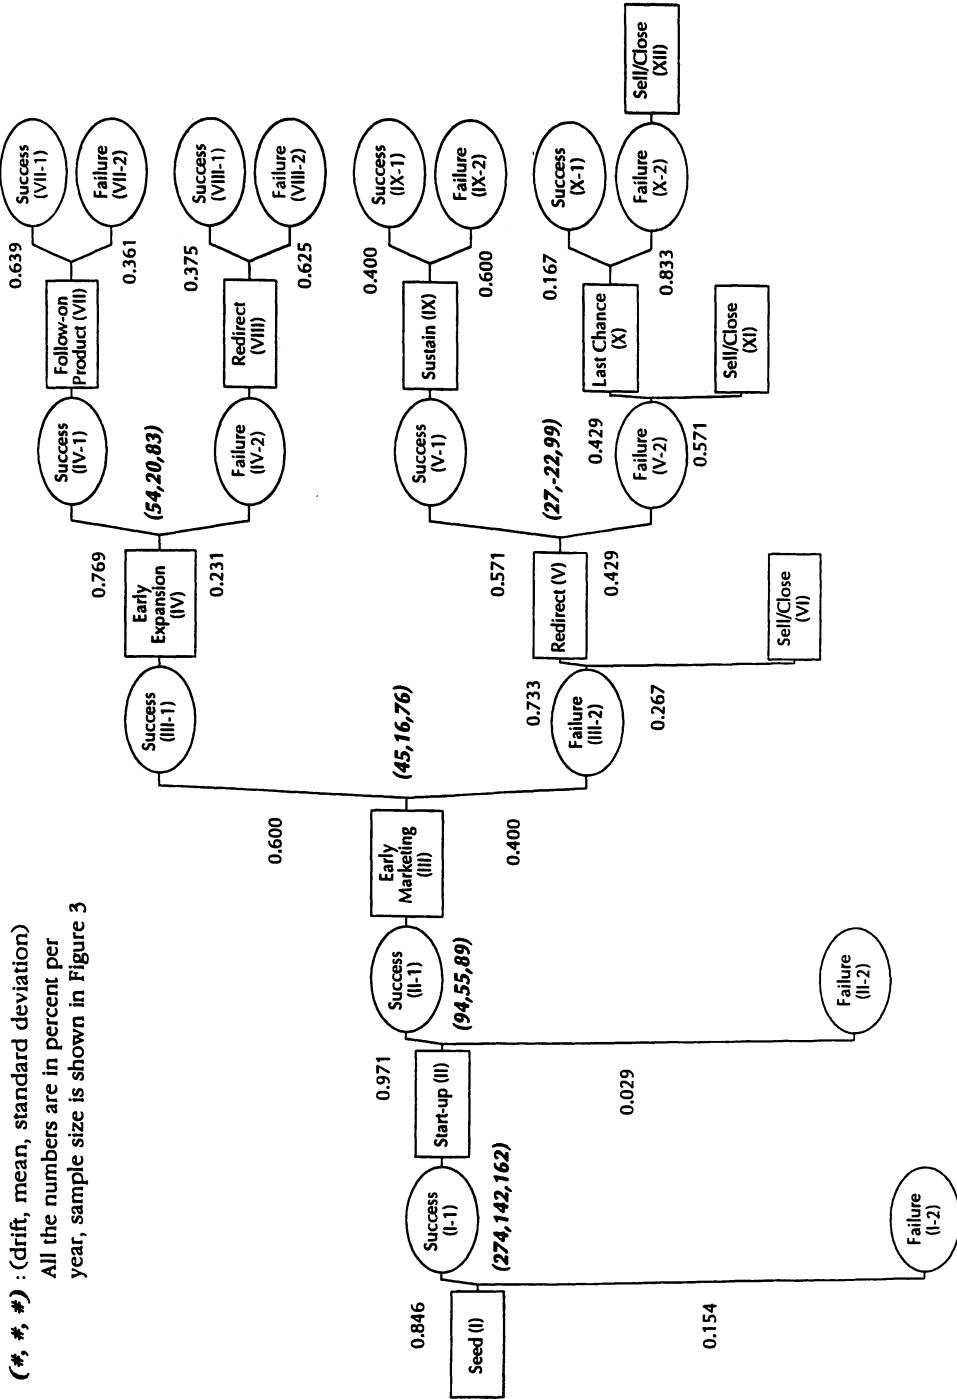 (#, #, #) : (drift, mean, standard deviation)
All the numbers are in percent per
year, sample size is shown in Figure 3
Seed (I)
0.846
0.154
Success
(I-1)
(274,142,162)
Failure
(I-2)
Start-up (II)
0.971
0.029
Success
(II-1)
(94,55,89)
Failure
(II-2)
Early
Marketing
(III)
0.600
0.400
(45,16,76)
Success
(III-1)
Failure
(III-2)
0.733
0.267
Early
Expansion
(IV)
0.769
0.231
(54,20,83)
Redirect (V)
0.571
0.429
(27,-22,99)
Sell/Close
(VI)
Success
(IV-1)
Failure
(IV-2)
Success
(V-1)
Failure
(V-2)
0.429
0.571
Follow-on
Product (VII)
0.639
0.361
Redirect
(VIII)
0.375
0.625
Sustain (IX)
0.400
0.600
Last Chance
(X)
0.167
0.833
Sell/Close
(XI)
Success
(VII-1)
Failure
(VII-2)
Success
(VIII-1)
Failure
(VIII-2)
Success
(IX-1)
Failure
(IX-2)
Success
(X-1)
Failure
(X-2)
Sell/Close
(XII)